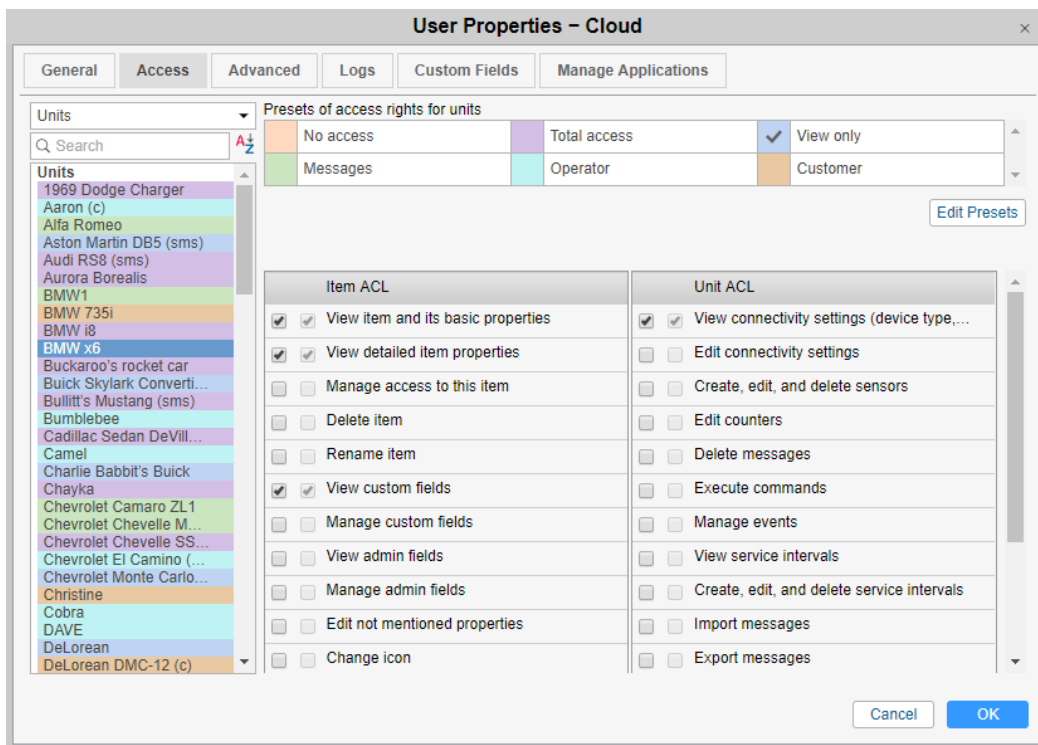 User Properties – Cloud
General Access Advanced Logs Custom Fields Manage Applications
Units
Search
Units
1969 Dodge Charger
Aaron (c)
Alfa Romeo
Aston Martin DB5 (sms)
Audi RS8 (sms)
Aurora Borealis
BMW1
BMW 735i
BMW i8
BMW x6
Buckaroo's rocket car
Buick Skylark Converti...
Bullitt's Mustang (sms)
Bumblebee
Cadillac Sedan DeVill...
Camel
Charlie Babbit's Buick
Chayka
Chevrolet Camaro ZL1
Chevrolet Chevelle M...
Chevrolet Chevelle SS...
Chevrolet El Camino (...
Chevrolet Monte Carlo...
Christine
Cobra
DAVE
DeLorean
DeLorean DMC-12 (c)
Presets of access rights for units
No access Total access View only
Messages Operator Customer
Edit Presets
Item ACL Unit ACL
View item and its basic properties View connectivity settings (device type,...
View detailed item properties Edit connectivity settings
Manage access to this item Create, edit, and delete sensors
Delete item Edit counters
Rename item Delete messages
View custom fields Execute commands
Manage custom fields Manage events
View admin fields View service intervals
Manage admin fields Create, edit, and delete service intervals
Edit not mentioned properties Import messages
Change icon Export messages
Cancel OK